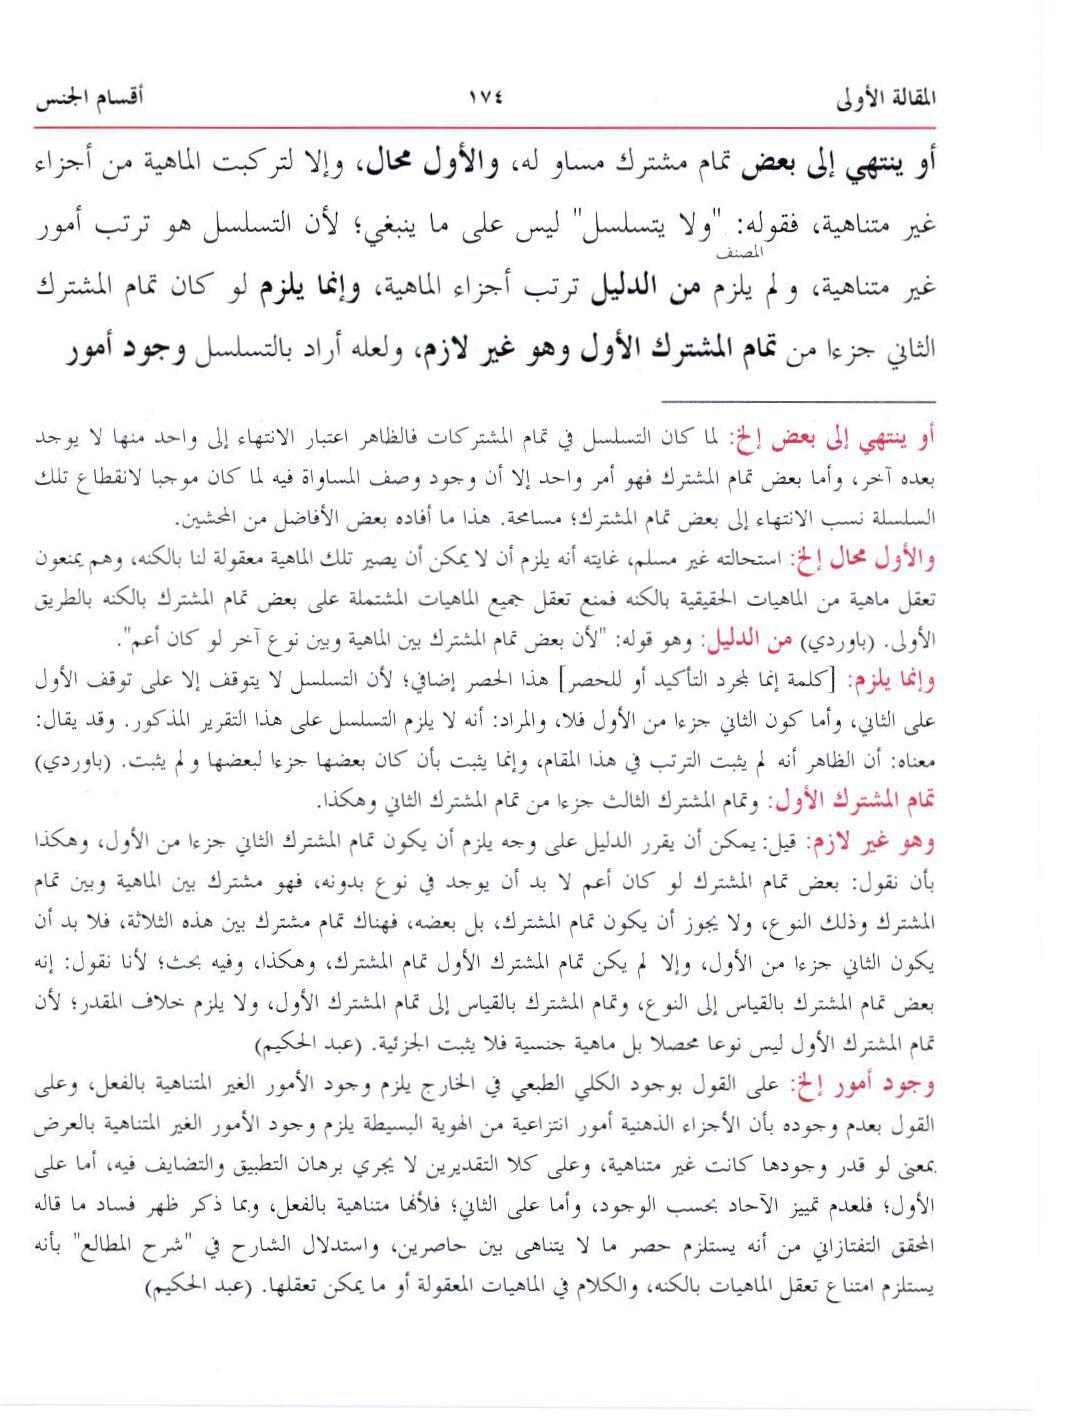 المقالة الأولى ١٧٤ أقسام الجنس
أو ينتهي إلى بعض تمام مشترك مساو له، والأول محال، وإلا لتركبت الماهية من أجزاء
غير متناهية، فقوله: "ولا يتسلسل" ليس على ما ينبغي؛ لأن التسلسل هو ترتب أمور
المصنف
غير متناهية، ولم يلزم من الدليل ترتب أجزاء الماهية، وإنما يلزم لو كان تمام المشترك
الثاني جزءا من تمام المشترك الأول وهو غير لازم، ولعله أراد بالتسلسل وجود أمور
أو ينتهي إلى بعض إلخ: لما كان التسلسل في تمام المشتركات فالظاهر اعتبار الانتهاء إلى واحد منها لا يوجد
بعده آخر، وأما بعض تمام المشترك فهو أمر واحد إلا أن وجود وصف المساواة فيه لما كان موجبا لانقطاع تلك
السلسلة نسب الانتهاء إلى بعض تمام المشترك؛ مسامحة. هذا ما أفاده بعض الأفاضل من المحشين.
والأول محال إلخ: استحالته غير مسلم، غايته أنه يلزم أن لا يمكن أن يصير تلك الماهية معقولة لنا بالكنه، وهم يمنعون
تعقل ماهية من الماهيات الحقيقية بالكنه فمنع تعقل جميع الماهيات المشتملة على بعض تمام المشترك بالكنه بالطريق
الأولى. (باوردي) من الدليل: وهو قوله: "لأن بعض تمام المشترك بين الماهية وبين نوع آخر لو كان أعم".
وإنما يلزم: [كلمة إنما لمجرد التأكيد أو للحصر] هذا الحصر إضافي؛ لأن التسلسل لا يتوقف إلا على توقف الأول
على الثاني، وأما كون الثاني جزءا من الأول فلا، والمراد: أنه لا يلزم التسلسل على هذا التقرير المذكور. وقد يقال:
معناه: أن الظاهر أنه لم يثبت الترتب في هذا المقام، وإنما يثبت بأن كان بعضها جزءا لبعضها ولم يثبت. (باوردي)
تمام المشترك الأول: وتمام المشترك الثالث جزءا من تمام المشترك الثاني وهكذا.
وهو غير لازم: قيل: يمكن أن يقرر الدليل على وجه يلزم أن يكون تمام المشترك الثاني جزءا من الأول، وهكذا
بأن نقول: بعض تمام المشترك لو كان أعم لا بد أن يوجد في نوع بدونه، فهو مشترك بين الماهية وبين تمام
المشترك وذلك النوع، ولا يجوز أن يكون تمام المشترك، بل بعضه، فهناك تمام مشترك بين هذه الثلاثة، فلا بد أن
يكون الثاني جزءا من الأول، وإلا لم يكن تمام المشترك الأول تمام المشترك، وهكذا، وفيه بحث؛ لأنا نقول: إنه
بعض تمام المشترك بالقياس إلى النوع، وتمام المشترك بالقياس إلى تمام المشترك الأول، ولا يلزم خلاف المقدر؛ لأن
تمام المشترك الأول ليس نوعا محصلا بل ماهية جنسية فلا يثبت الجزئية. (عبد الحكيم)
وجود أمور إلخ: على القول بوجود الكلي الطبعي في الخارج يلزم وجود الأمور الغير المتناهية بالفعل، وعلى
القول بعدم وجوده بأن الأجزاء الذهنية أمور انتزاعية من الهوية البسيطة يلزم وجود الأمور الغير المتناهية بالعرض
بمعنى لو قدر وجودها كانت غير متناهية، وعلى كلا التقديرين لا يجري برهان التطبيق والتضايف فيه، أما على
الأول؛ فلعدم تمييز الآحاد بحسب الوجود، وأما على الثاني؛ فلأنها متناهية بالفعل، وبما ذكر ظهر فساد ما قاله
المحقق التفتازاني من أنه يستلزم حصر ما لا يتناهى بين حاصرين، واستدلال الشارح في "شرح المطالع" بأنه
يستلزم امتناع تعقل الماهيات بالكنه، والكلام في الماهيات المعقولة أو ما يمكن تعقلها. (عبد الحكيم)